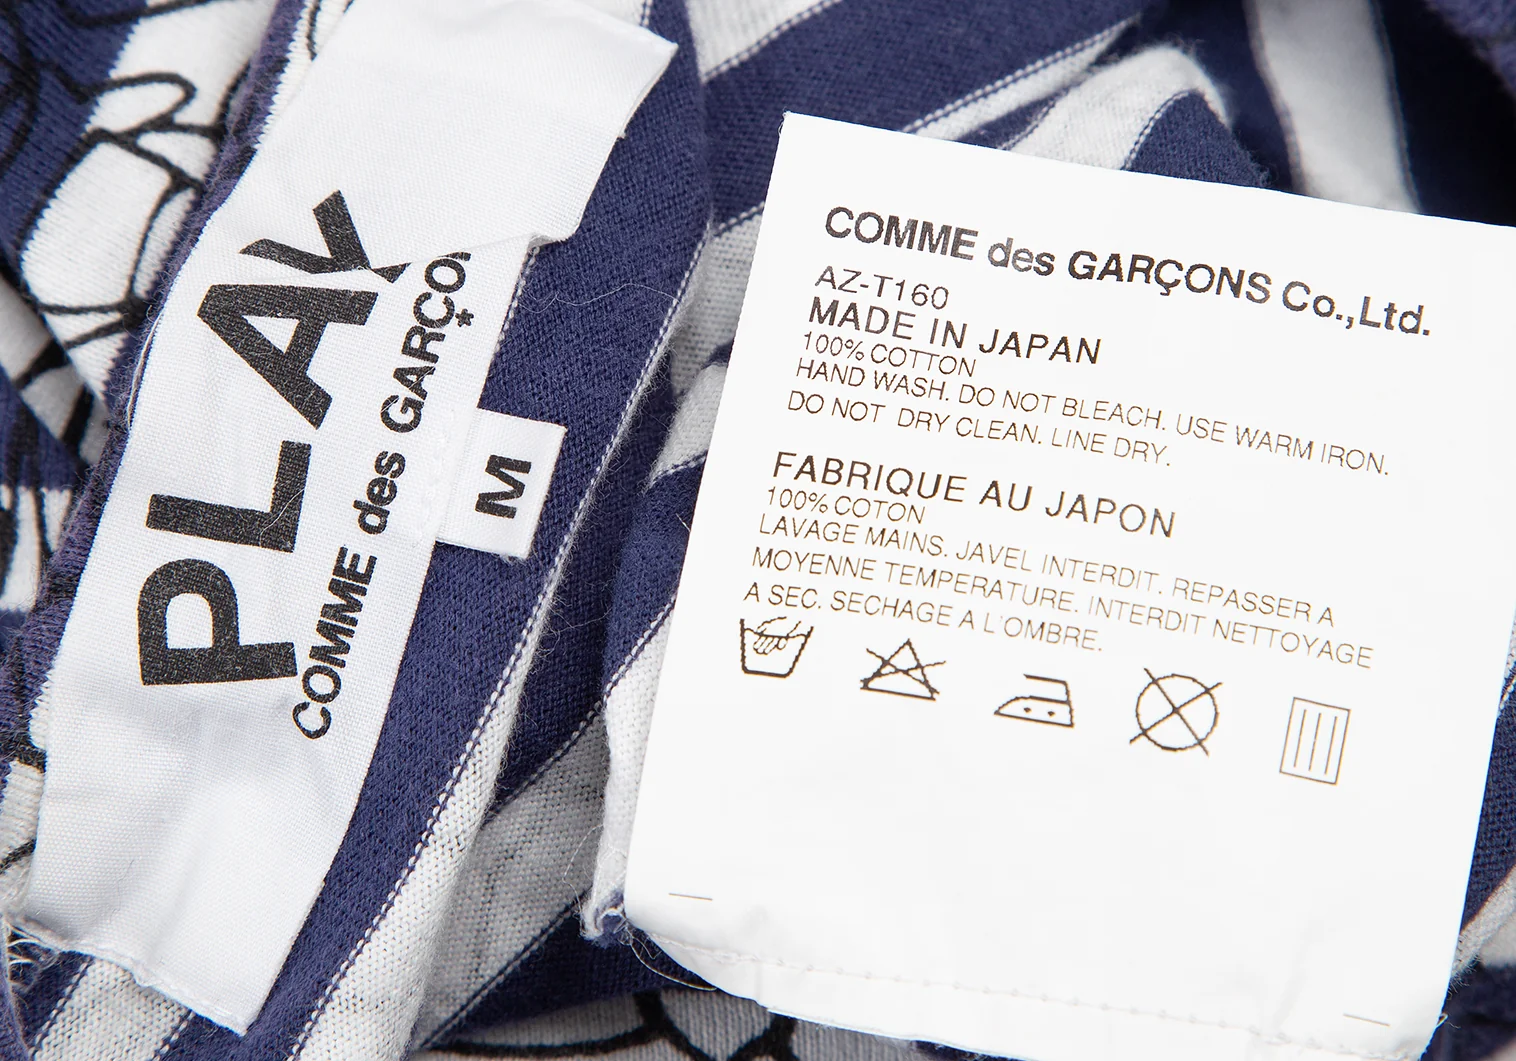 PLAY
COMME des GARÇO
*
M
COMME des GARÇONS Co.,Ltd.
AZ-T160
MADE IN JAPAN
100% COTTON
HAND WASH. DO NOT BLEACH. USE WARM IRON.
DO NOT DRY CLEAN. LINE DRY.
FABRIQUE AU JAPON
100% COTON
LAVAGE MAINS. JAVEL INTERDIT. REPASSER A
MOYENNE TEMPERATURE. INTERDIT NETTOYAGE
A SEC. SECHAGE A L'OMBRE.